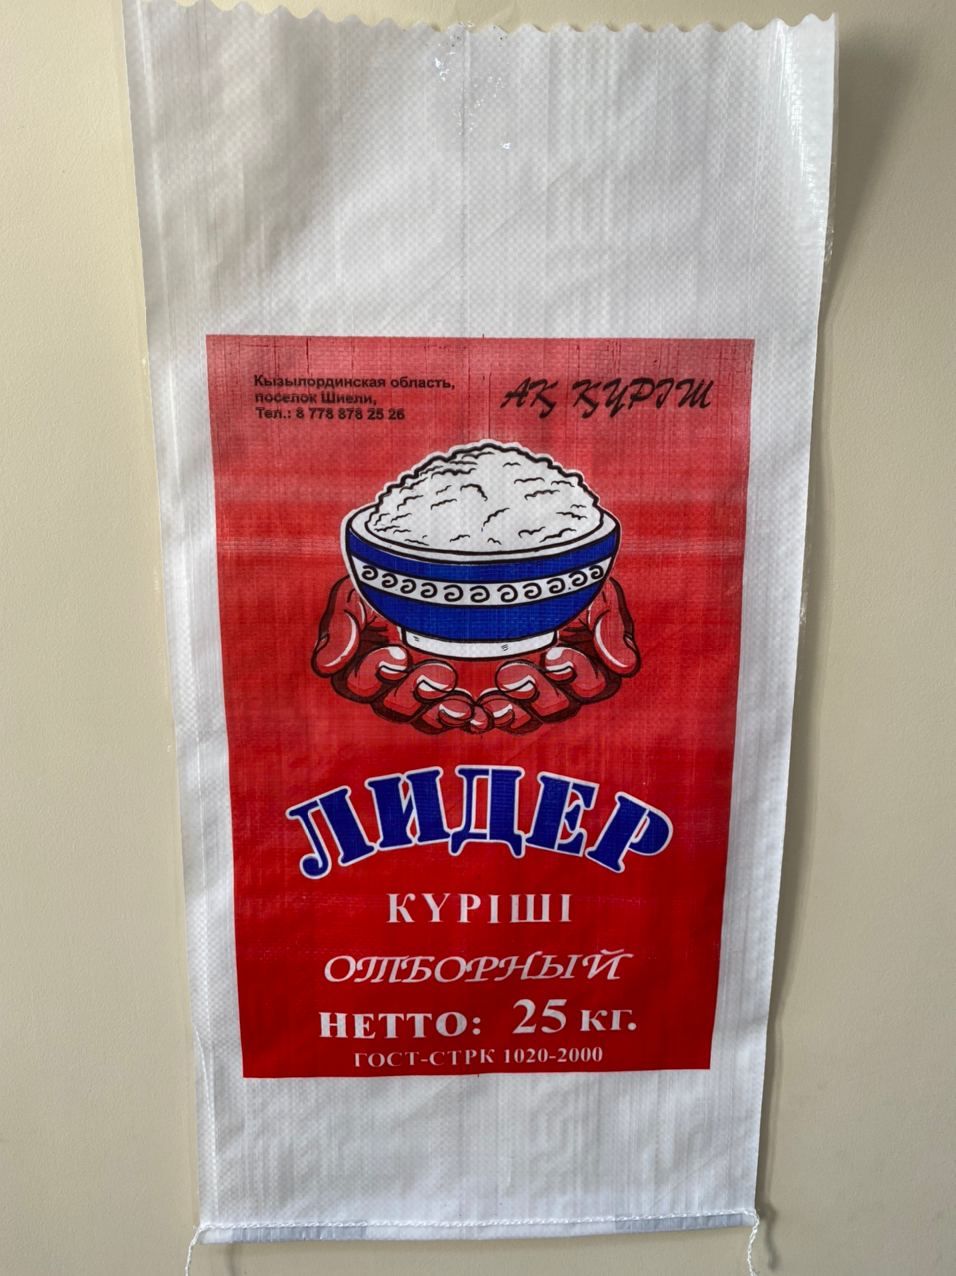 Кызылординская область,
поселок Шиели,
Тел.: 8 778 878 25 26
АҚ ҚҮРІШ
ЛИДЕР
КҮРІШІ
ОТБОРНЫЙ
НЕТТО: 25 КГ.
ГОСТ-СТРК 1020-2000